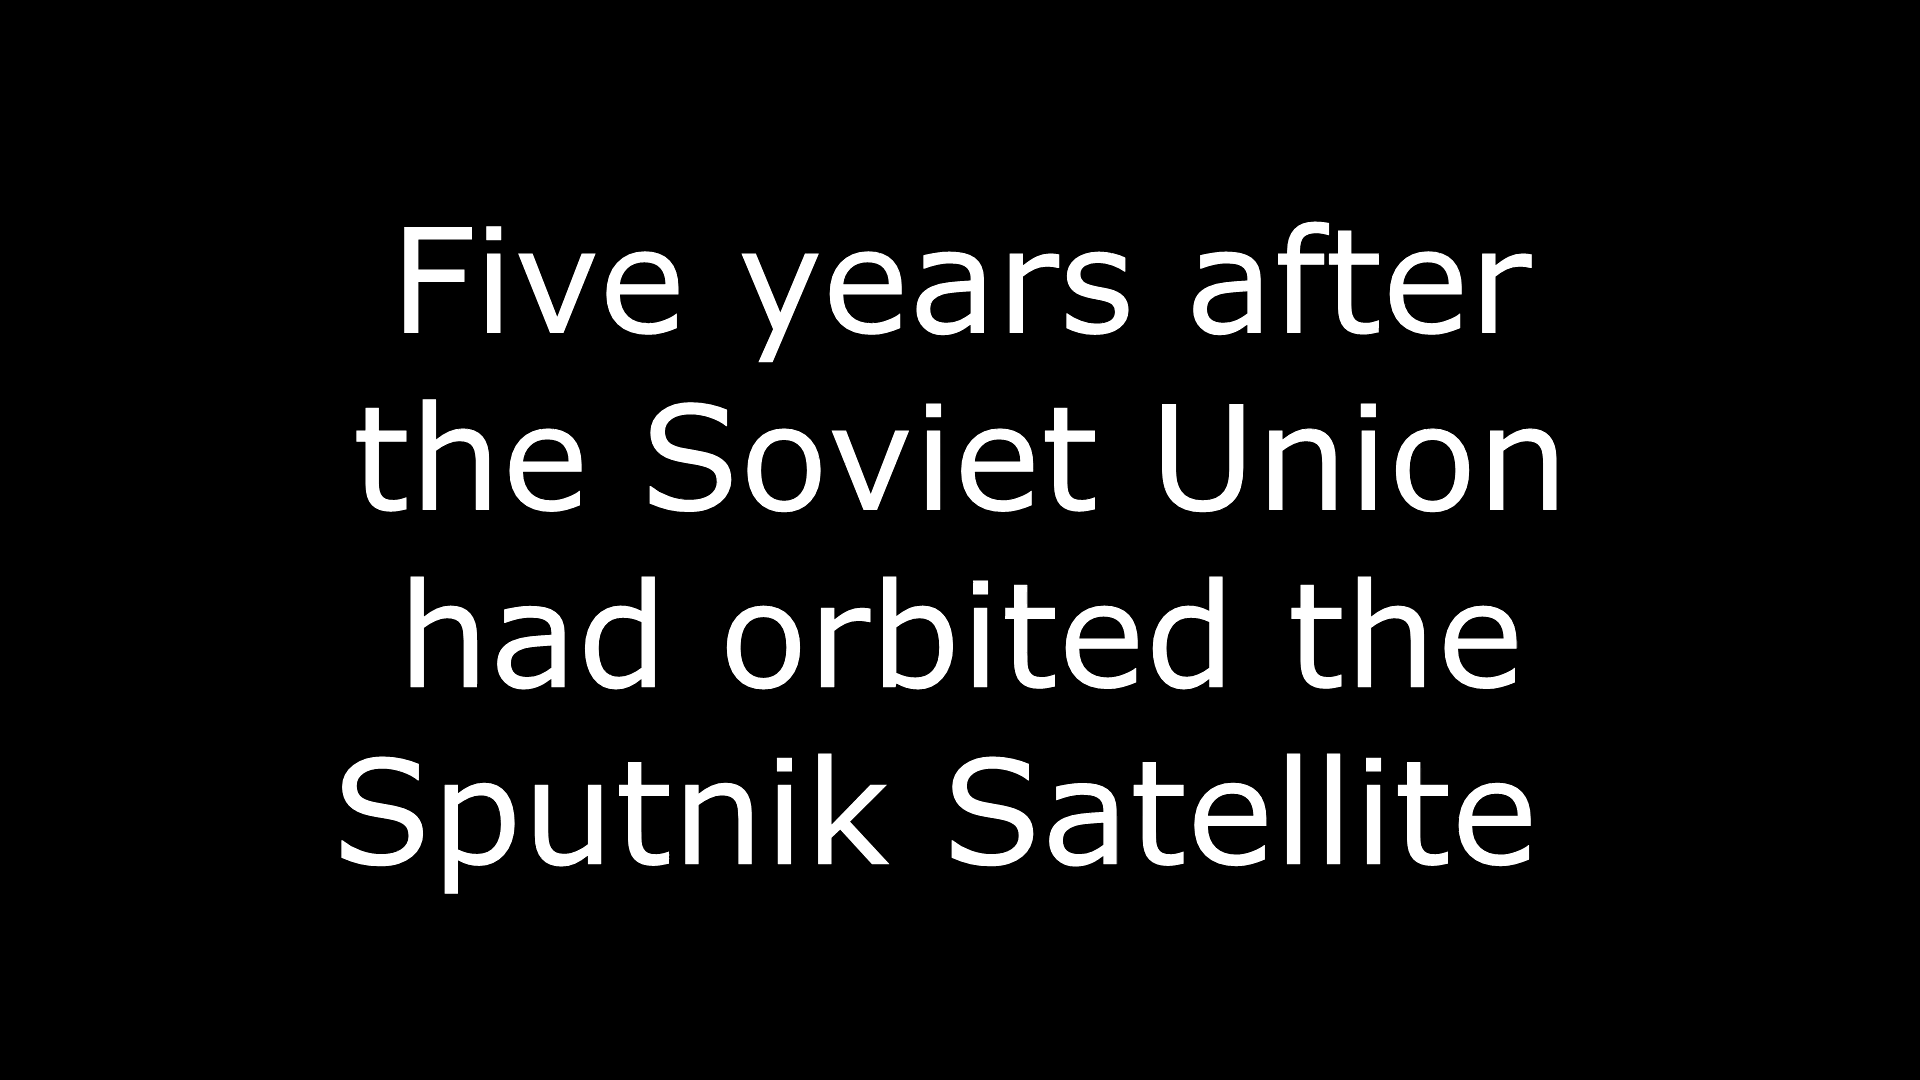 Five years after
the Soviet Union
had orbited the
Sputnik Satellite